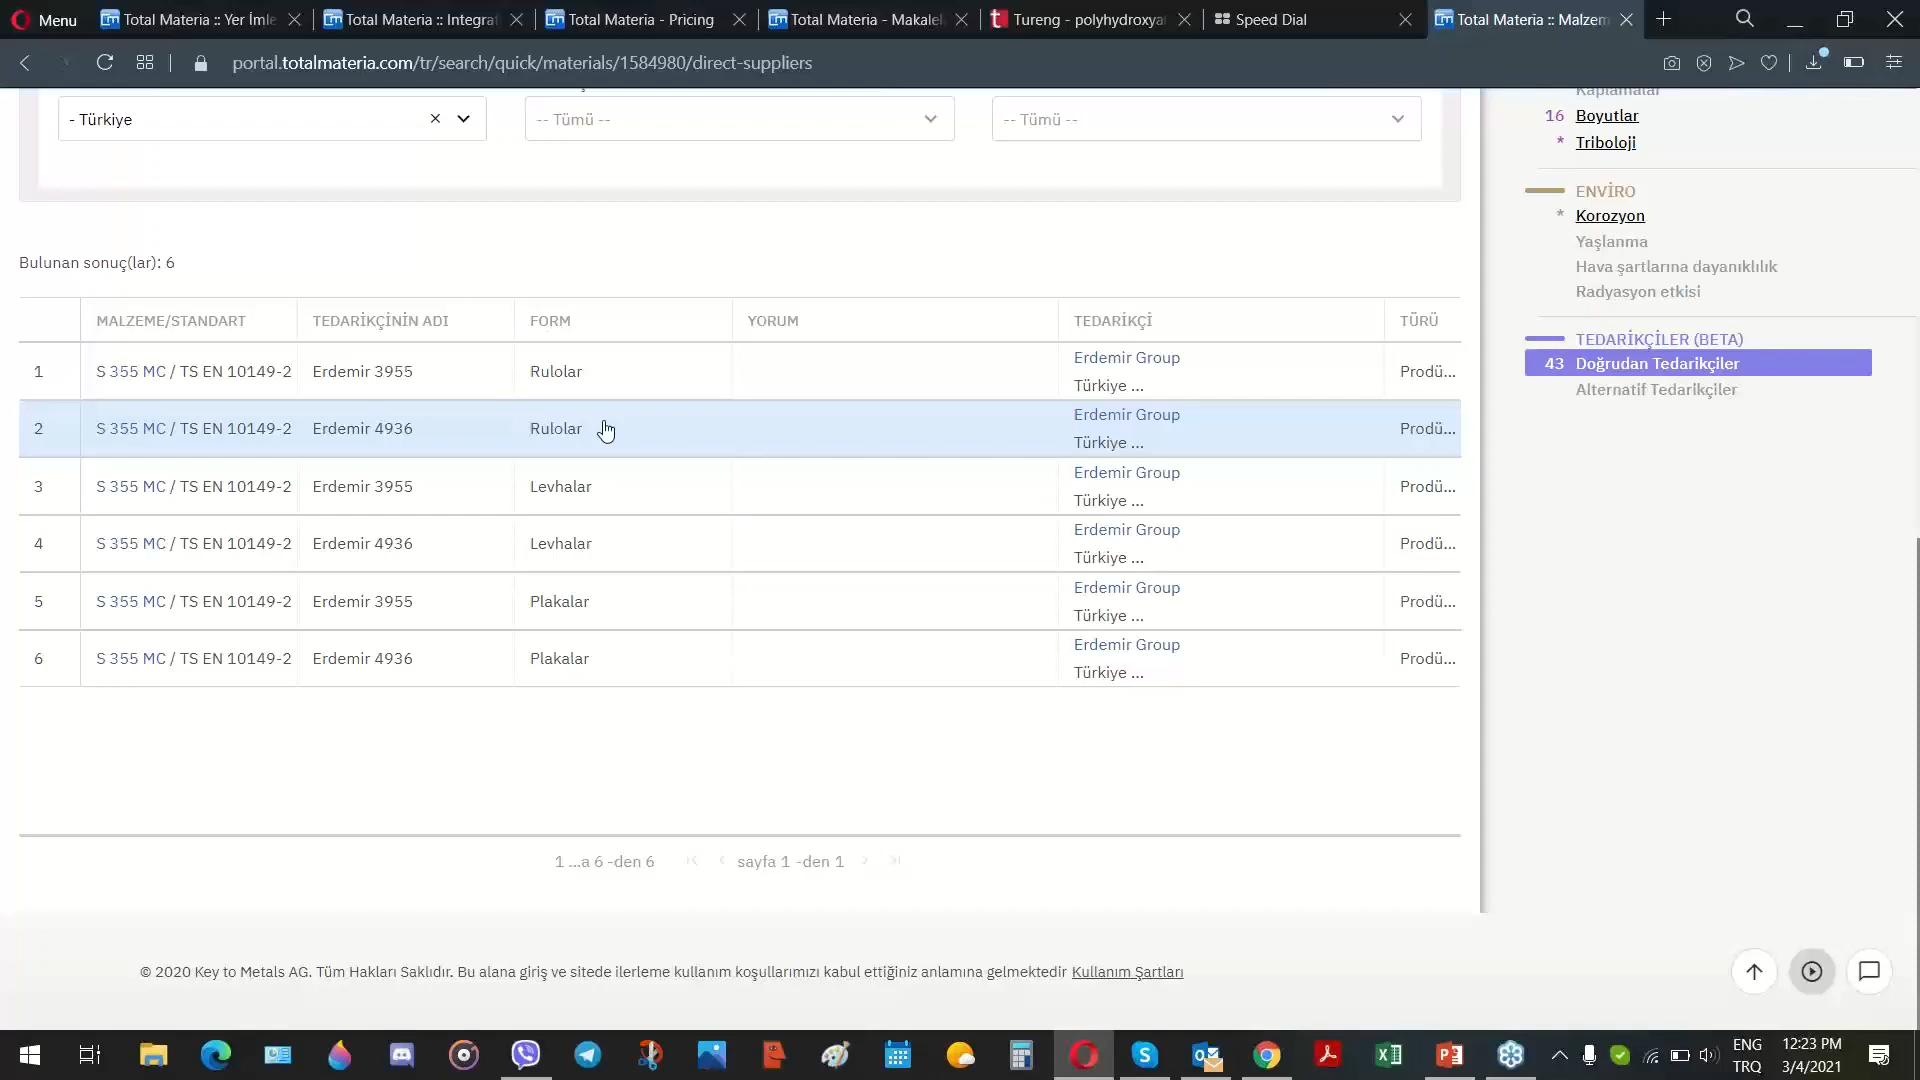 Menu
Total Materia :: Yer İmle
Total Materia :: Integrat
Total Materia - Pricing
Total Materia - Makalel
Tureng - polyhydroxya
Speed Dial
Total Materia :: Malzem
portal.totalmateria.com/tr/search/quick/materials/1584980/direct-suppliers
- Türkiye
-- Tümü --
-- Tümü --
Kaplamalar
16 Boyutlar
* Triboloji
ENVİRO
* Korozyon
Yaşlanma
Hava şartlarına dayanıklılık
Radyasyon etkisi
TEDARİKÇİLER (BETA)
43 Doğrudan Tedarikçiler
Alternatif Tedarikçiler
Bulunan sonuç(lar): 6
MALZEME/STANDART TEDARİKÇİNİN ADI FORM YORUM TEDARİKÇİ TÜRÜ
1 S 355 MC / TS EN 10149-2 Erdemir 3955 Rulolar Erdemir Group Türkiye ... Prodü...
2 S 355 MC / TS EN 10149-2 Erdemir 4936 Rulolar Erdemir Group Türkiye ... Prodü...
3 S 355 MC / TS EN 10149-2 Erdemir 3955 Levhalar Erdemir Group Türkiye ... Prodü...
4 S 355 MC / TS EN 10149-2 Erdemir 4936 Levhalar Erdemir Group Türkiye ... Prodü...
5 S 355 MC / TS EN 10149-2 Erdemir 3955 Plakalar Erdemir Group Türkiye ... Prodü...
6 S 355 MC / TS EN 10149-2 Erdemir 4936 Plakalar Erdemir Group Türkiye ... Prodü...
1 ...a 6 -den 6 sayfa 1 -den 1
© 2020 Key to Metals AG. Tüm Hakları Saklıdır. Bu alana giriş ve sitede ilerleme kullanım koşullarımızı kabul ettiğiniz anlamına gelmektedir Kullanım Şartları
ENG
TRQ
12:23 PM
3/4/2021